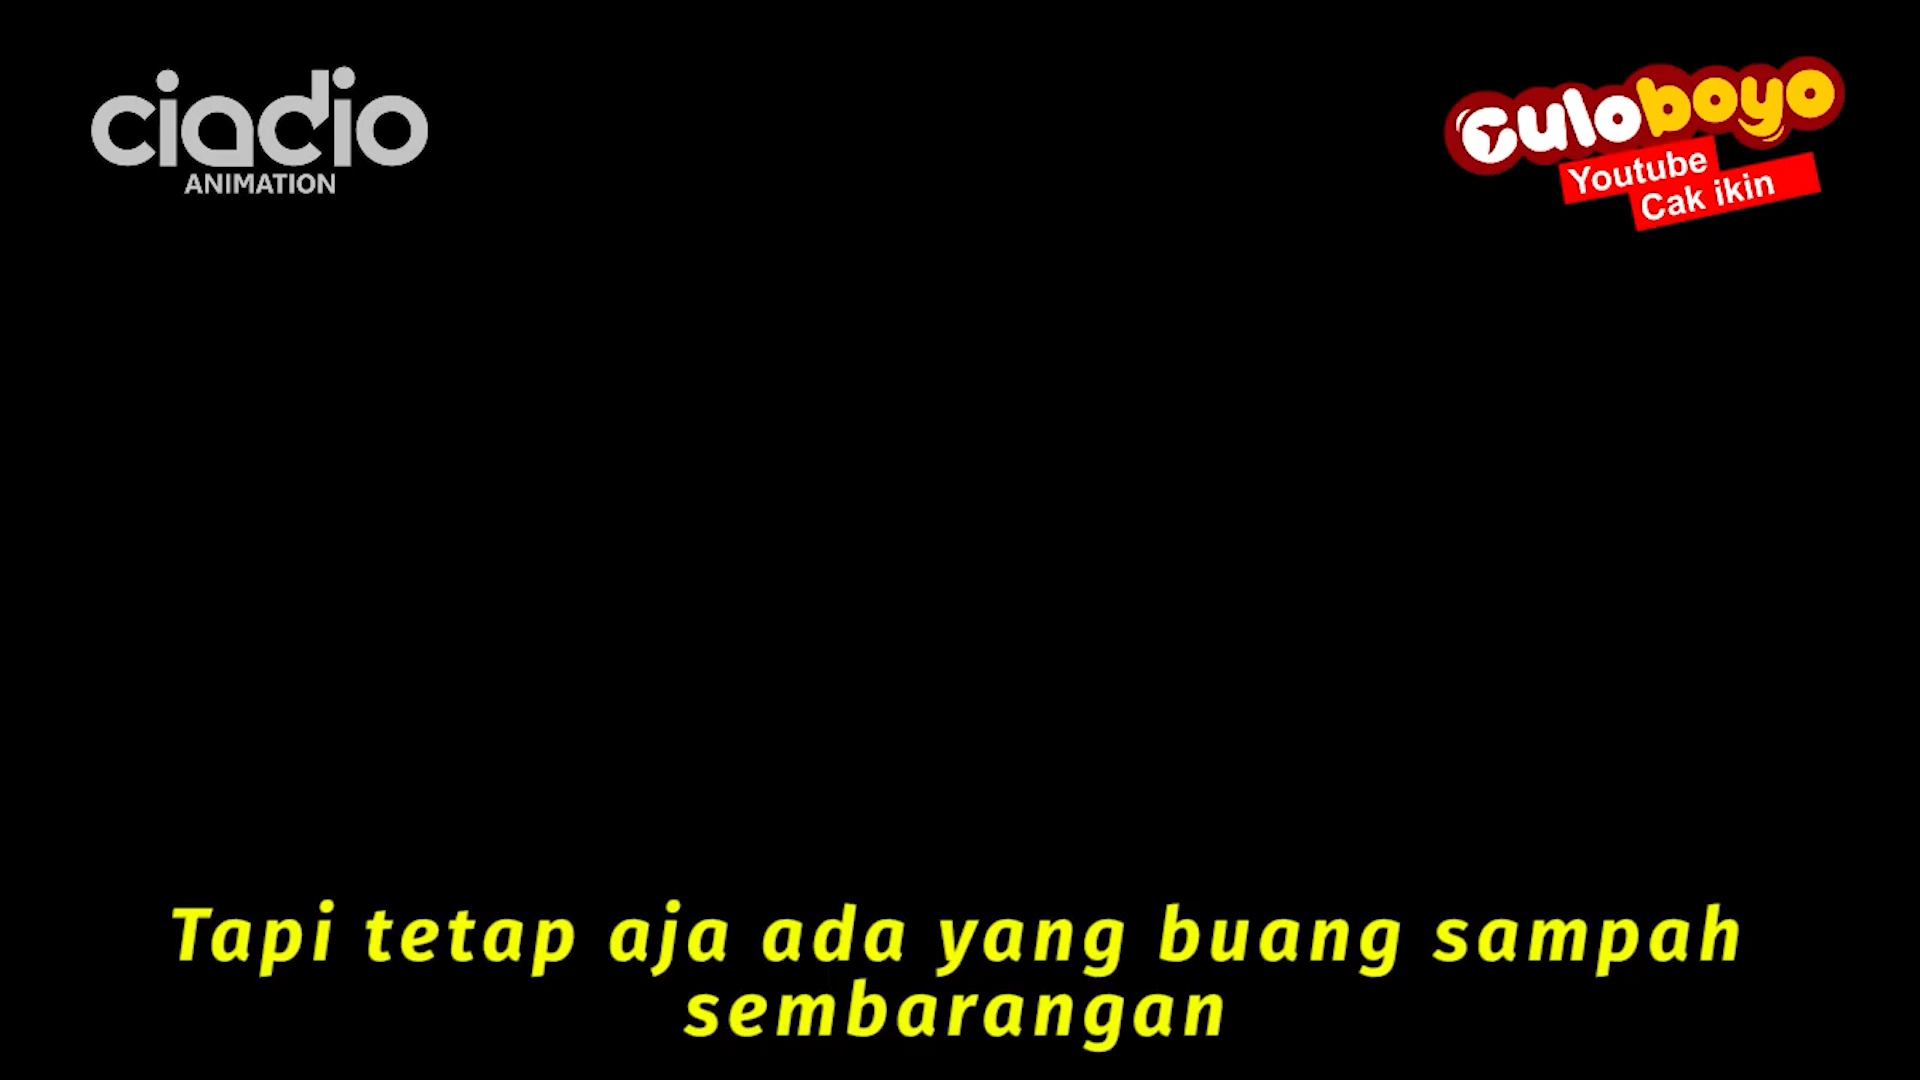 ciadio
ANIMATION
culoboyo
Youtube
Cak ikin
Tapi tetap aja ada yang buang sampah
sembarangan